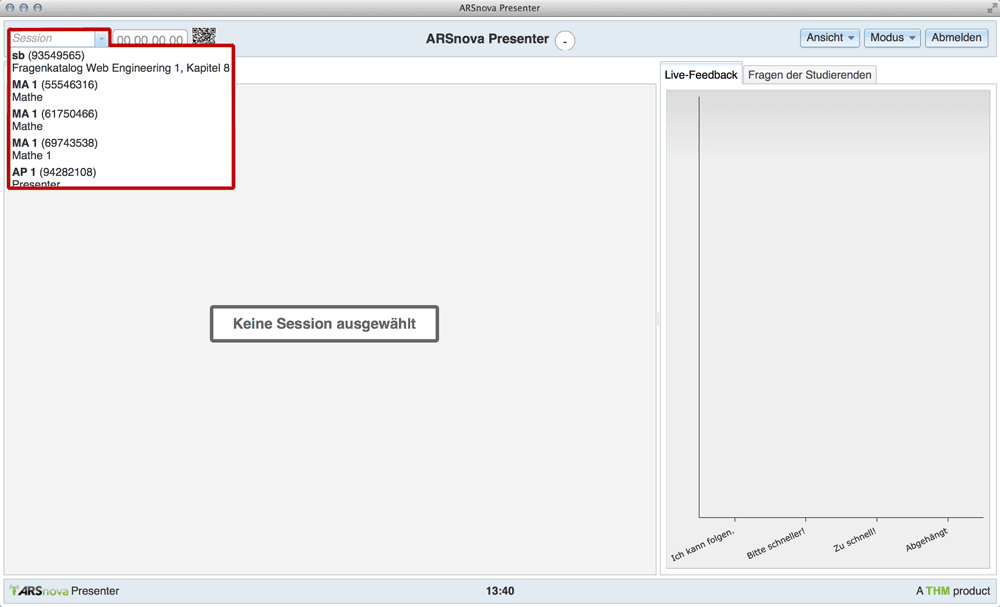 ARSnova Presenter
Session
00 00 00 00
ARSnova Presenter
-
Ansicht
Modus
Abmelden
sb (93549565)
Fragenkatalog Web Engineering 1, Kapitel 8
MA 1 (55546316)
Mathe
MA 1 (61750466)
Mathe
MA 1 (69743538)
Mathe 1
AP 1 (94282108)
Presenter
Live-Feedback
Fragen der Studierenden
Keine Session ausgewählt
Ich kann folgen.
Bitte schneller!
Zu schnell!
Abgehängt
ARSnova Presenter
13:40
A THM product